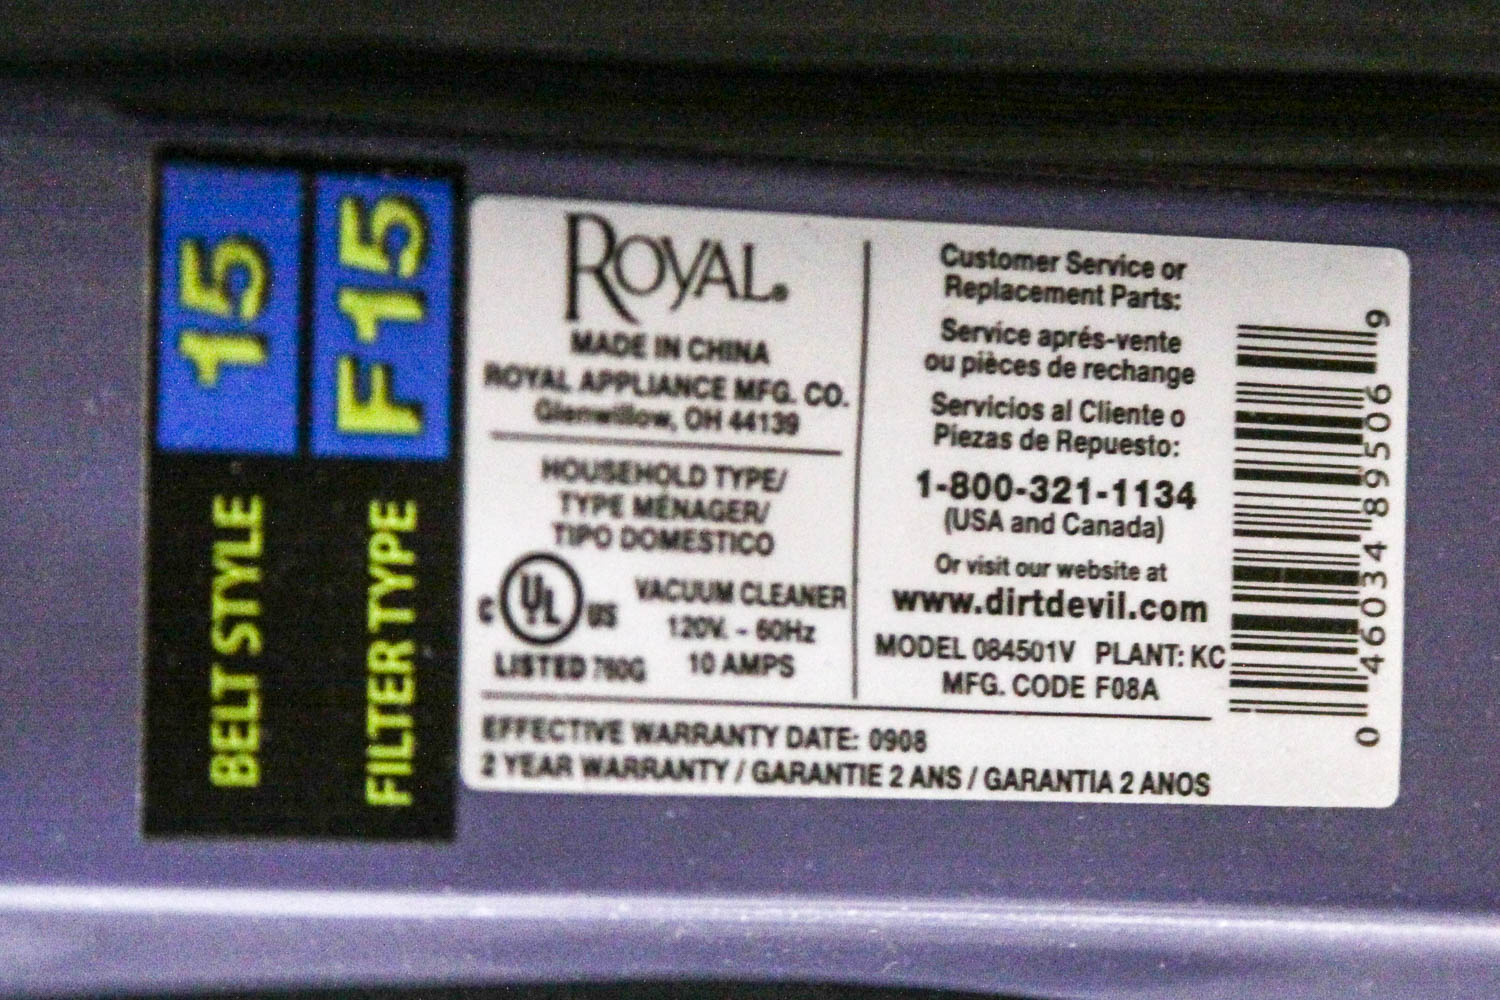 15
BELT STYLE
F15
FILTER TYPE
ROYAL®
MADE IN CHINA
ROYAL APPLIANCE MFG. CO.
Glenwillow, OH 44139
HOUSEHOLD TYPE/
TYPE MÉNAGER/
TIPO DOMESTICO
C UL US
LISTED 760G
VACUUM CLEANER
120V. - 60Hz
10 AMPS
Customer Service or
Replacement Parts:
Service aprés-vente
ou pièces de rechange
Servicios al Cliente o
Piezas de Repuesto:
1-800-321-1134
(USA and Canada)
Or visit our website at
www.dirtdevil.com
MODEL 084501V PLANT: KC
MFG. CODE F08A
EFFECTIVE WARRANTY DATE: 0908
2 YEAR WARRANTY / GARANTIE 2 ANS / GARANTIA 2 ANOS
0 46034 89506 9